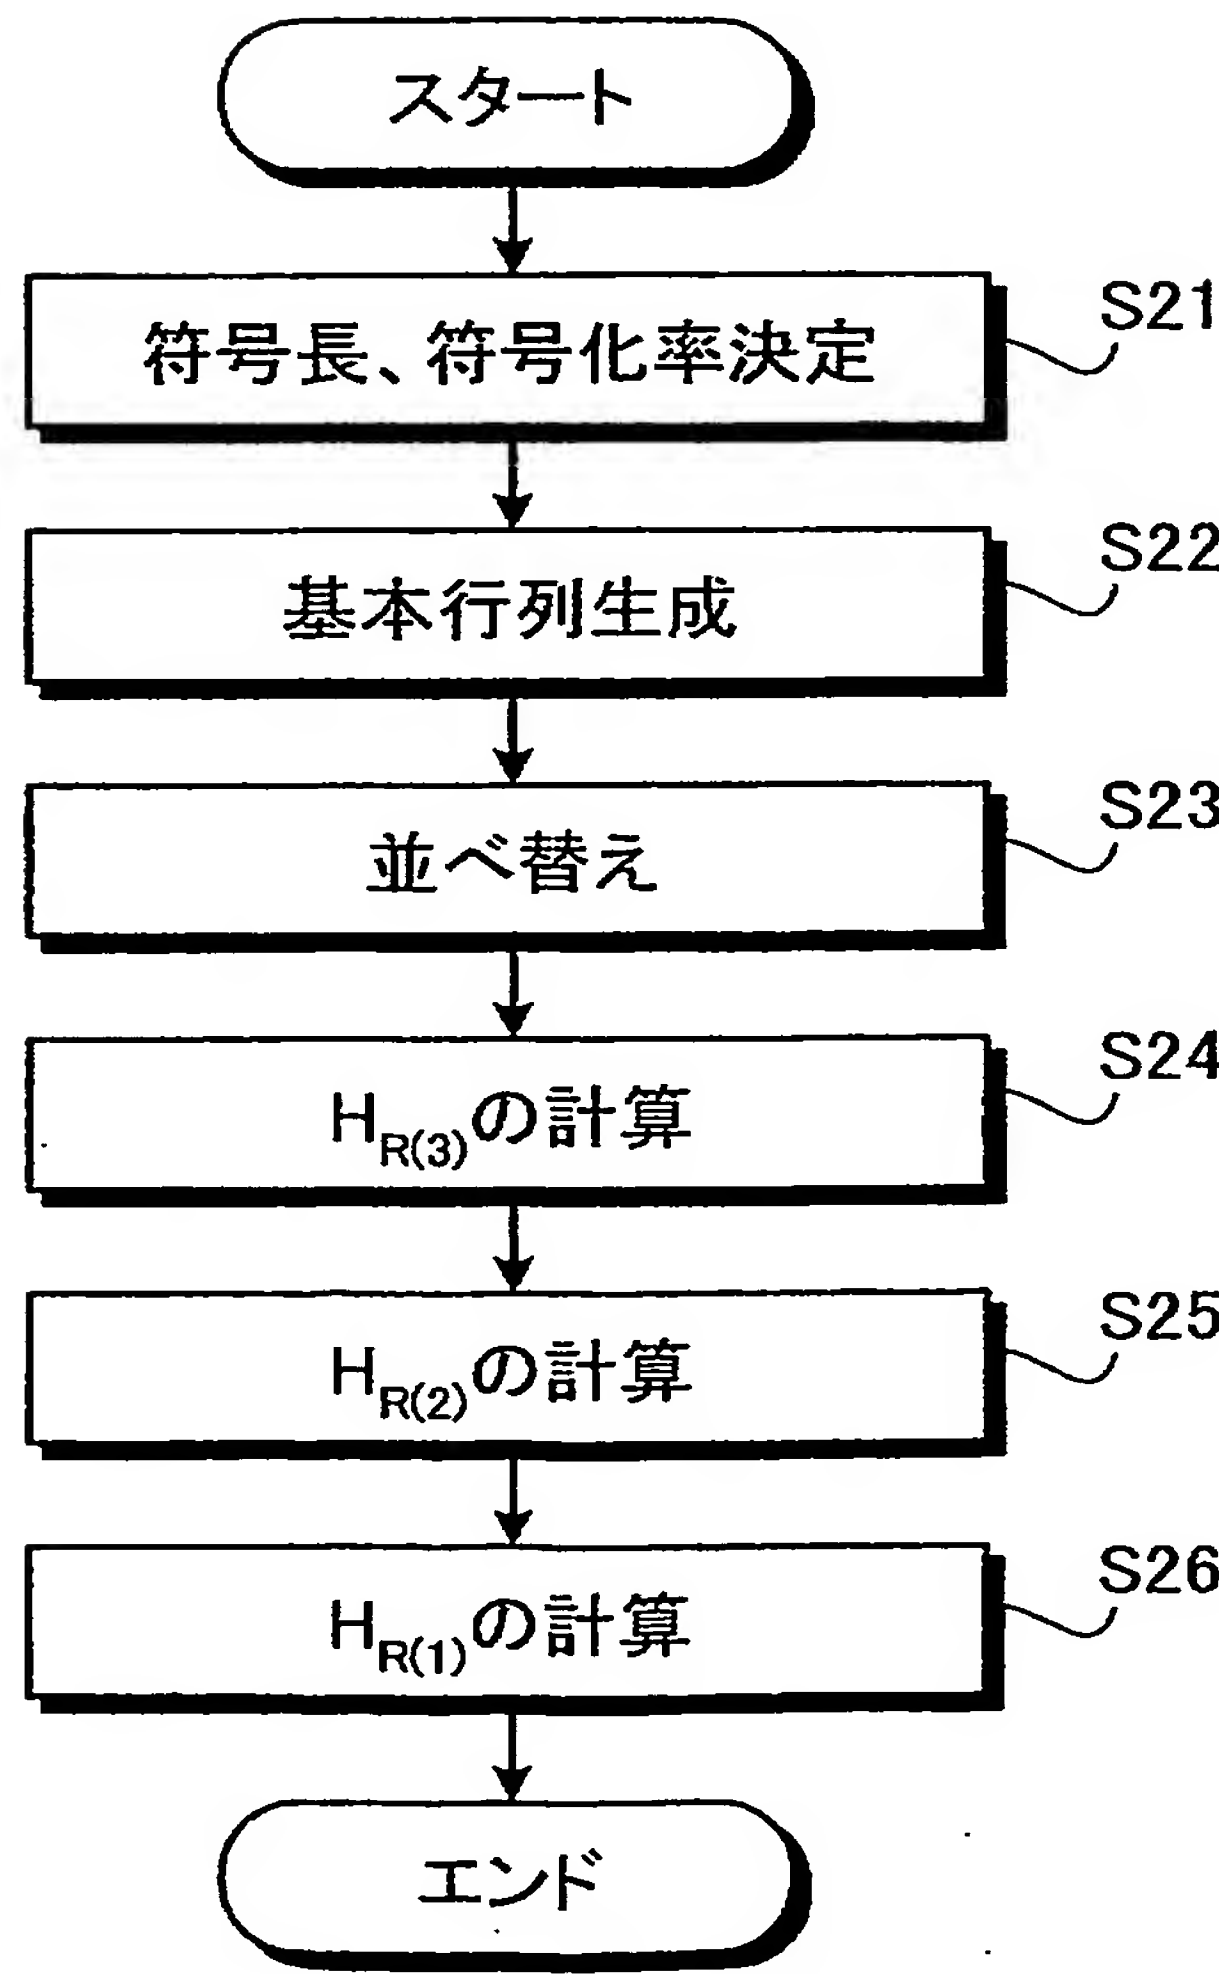 スタート
符号長、符号化率決定
S21
基本行列生成
S22
並べ替え
S23
H_R(3)の計算
S24
H_R(2)の計算
S25
H_R(1)の計算
S26
エンド